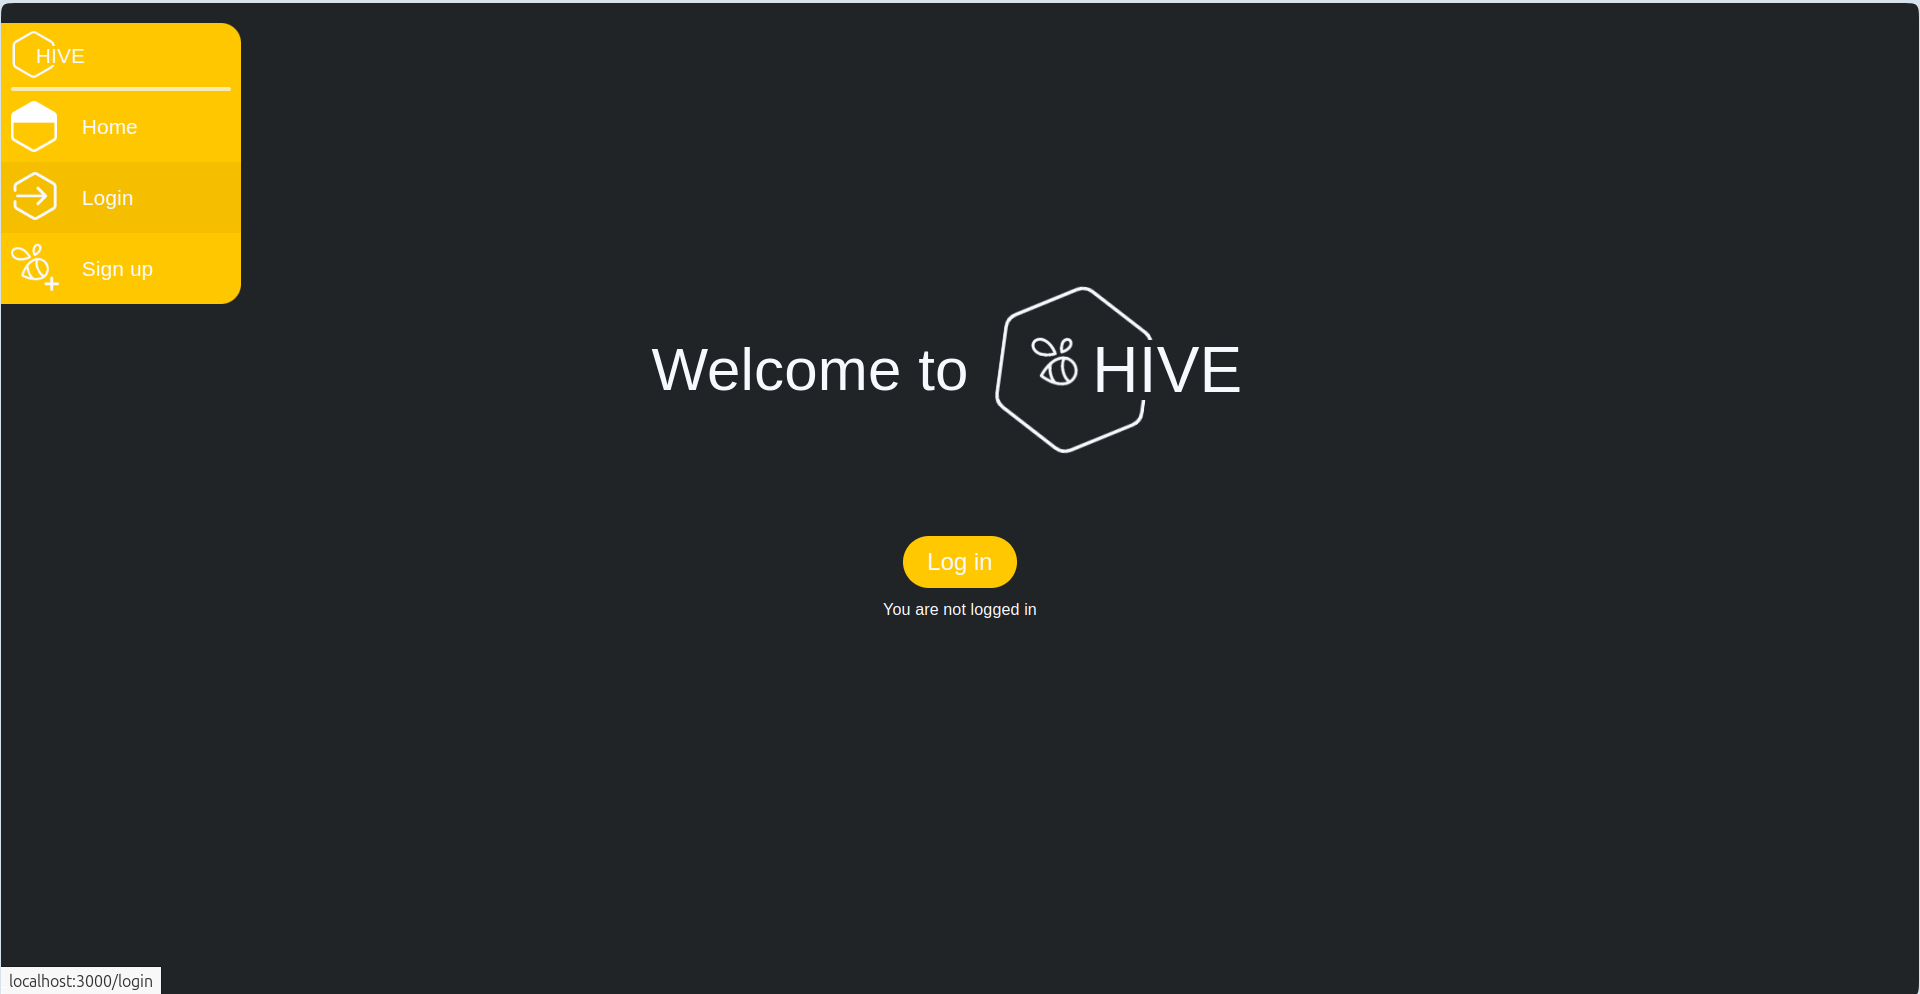 HIVE
Home
Login
Sign up
Welcome to HIVE
Log in
You are not logged in
localhost:3000/login